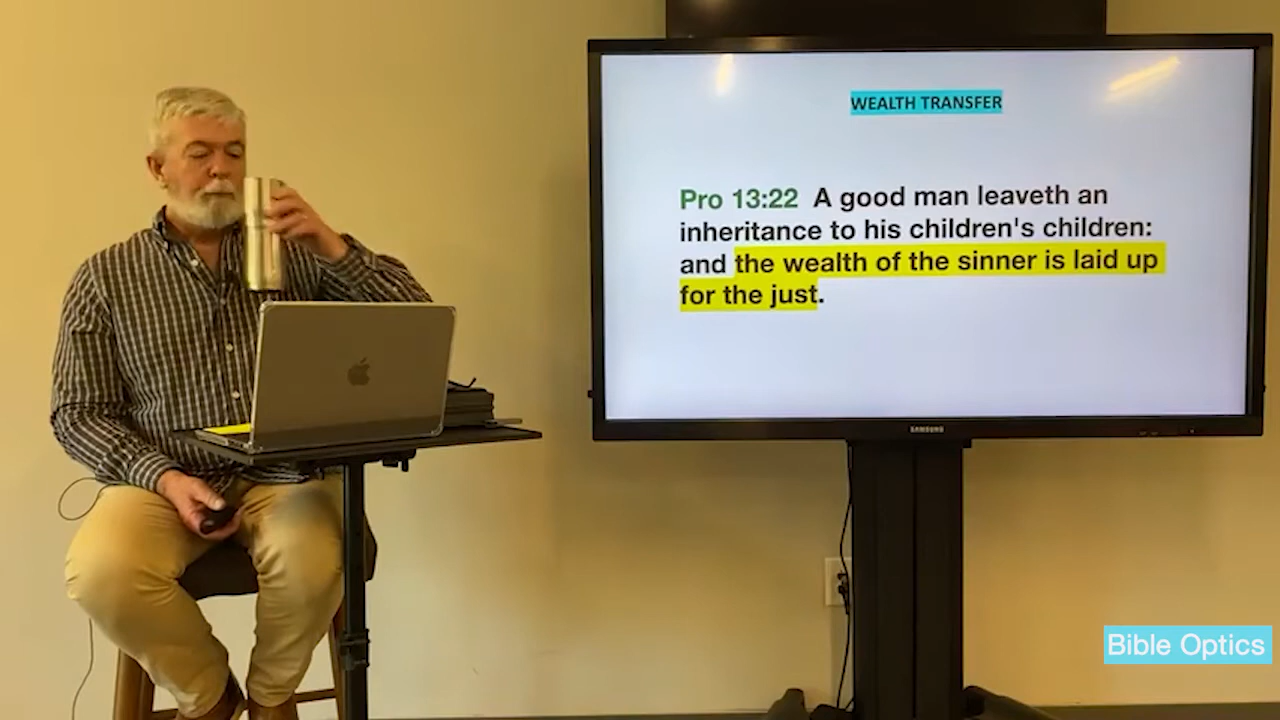 WEALTH TRANSFER
Pro 13:22 A good man leaveth an
inheritance to his children's children:
and the wealth of the sinner is laid up
for the just.
SAMSUNG
Bible Optics